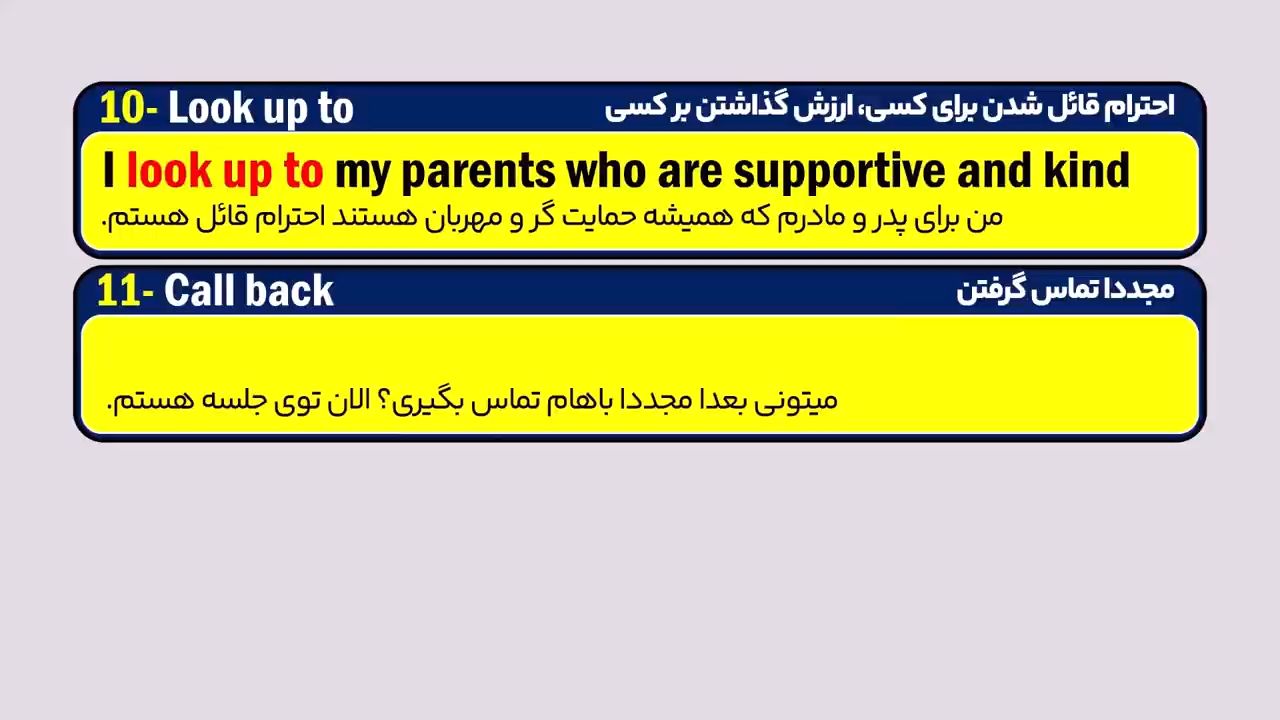 10- Look up to احترام قائل شدن برای کسی، ارزش گذاشتن بر کسی
I look up to my parents who are supportive and kind
من برای پدر و مادرم که همیشه حمایت گر و مهربان هستند احترام قائل هستم.
11- Call back مجددا تماس گرفتن
میتونی بعدا مجددا باهام تماس بگیری؟ الان توی جلسه هستم.